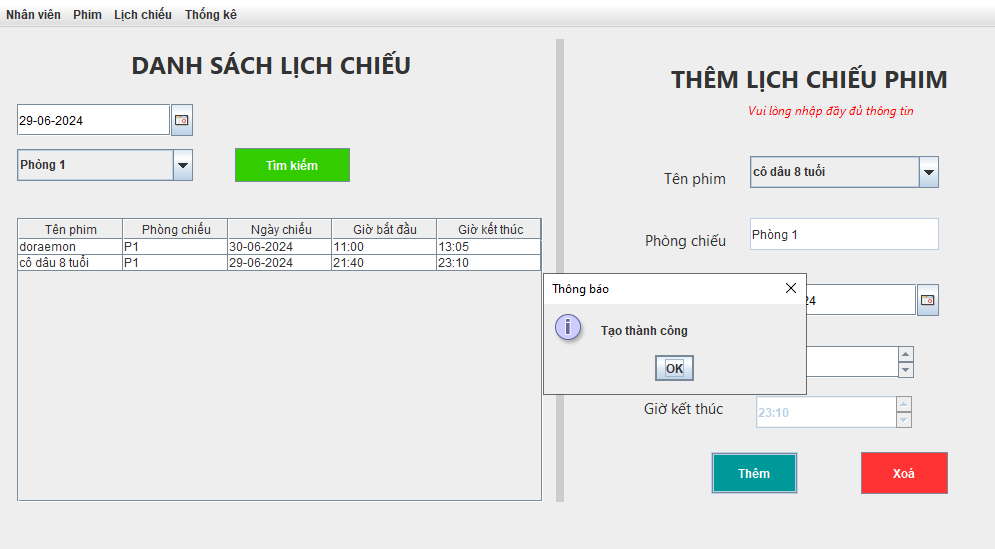 Nhân viên Phim Lịch chiếu Thống kê
DANH SÁCH LỊCH CHIẾU
29-06-2024
Phòng 1
Tìm kiếm
Tên phim Phòng chiếu Ngày chiếu Giờ bắt đầu Giờ kết thúc
doraemon P1 30-06-2024 11:00 13:05
cô dâu 8 tuổi P1 29-06-2024 21:40 23:10
THÊM LỊCH CHIẾU PHIM
Vui lòng nhập đầy đủ thông tin
Tên phim cô dâu 8 tuổi
Phòng chiếu Phòng 1
24
Thông báo
Tạo thành công
OK
Giờ kết thúc 23:10
Thêm Xoá